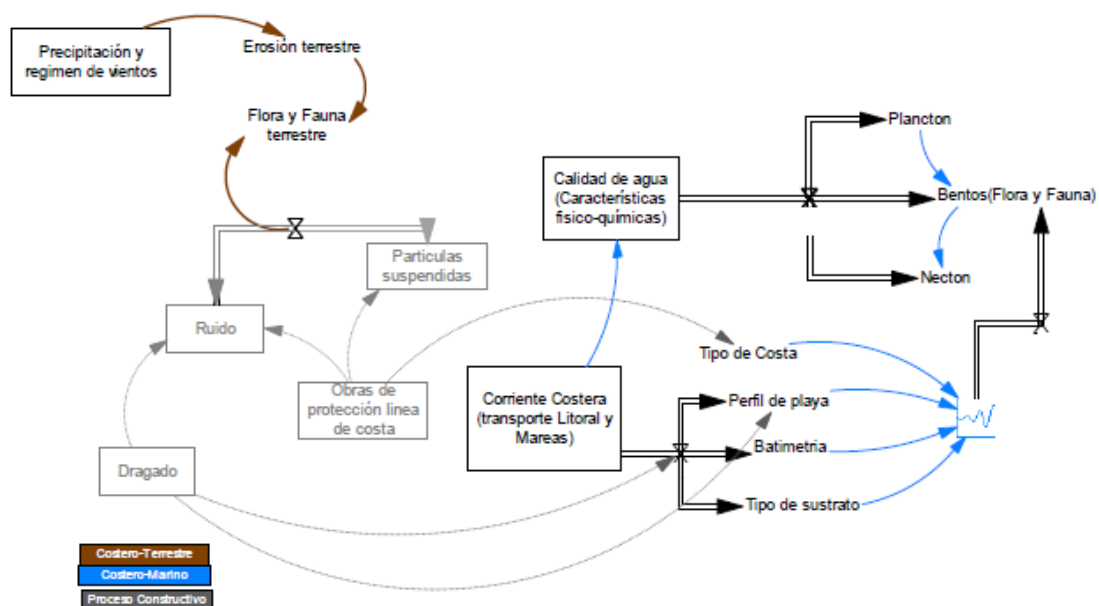 Precipitación y
regimen de vientos
Erosión terrestre
Flora y Fauna
terrestre
Plancton
Calidad de agua
(Características
fisico-químicas)
Bentos(Flora y Fauna)
Particulas
suspendidas
Necton
Ruido
Tipo de Costa
Obras de
protección linea
de costa
Corriente Costera
(transporte Litoral y
Mareas)
Perfil de playa
Batimetria
Dragado
Tipo de sustrato
Costero-Terrestre
Costero-Marino
Proceso Constructivo